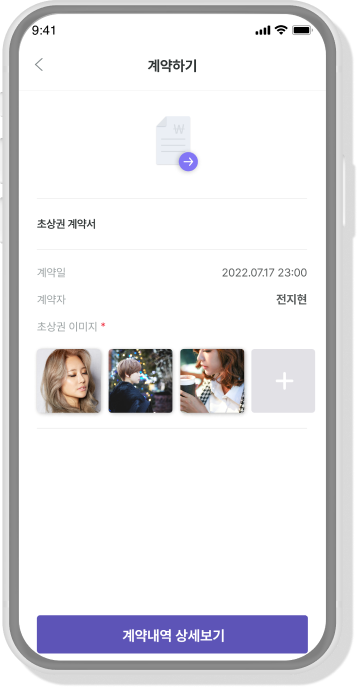 9:41
계약하기
W
초상권 계약서
계약일 2022.07.17 23:00
계약자 전지현
초상권 이미지 *
계약내역 상세보기